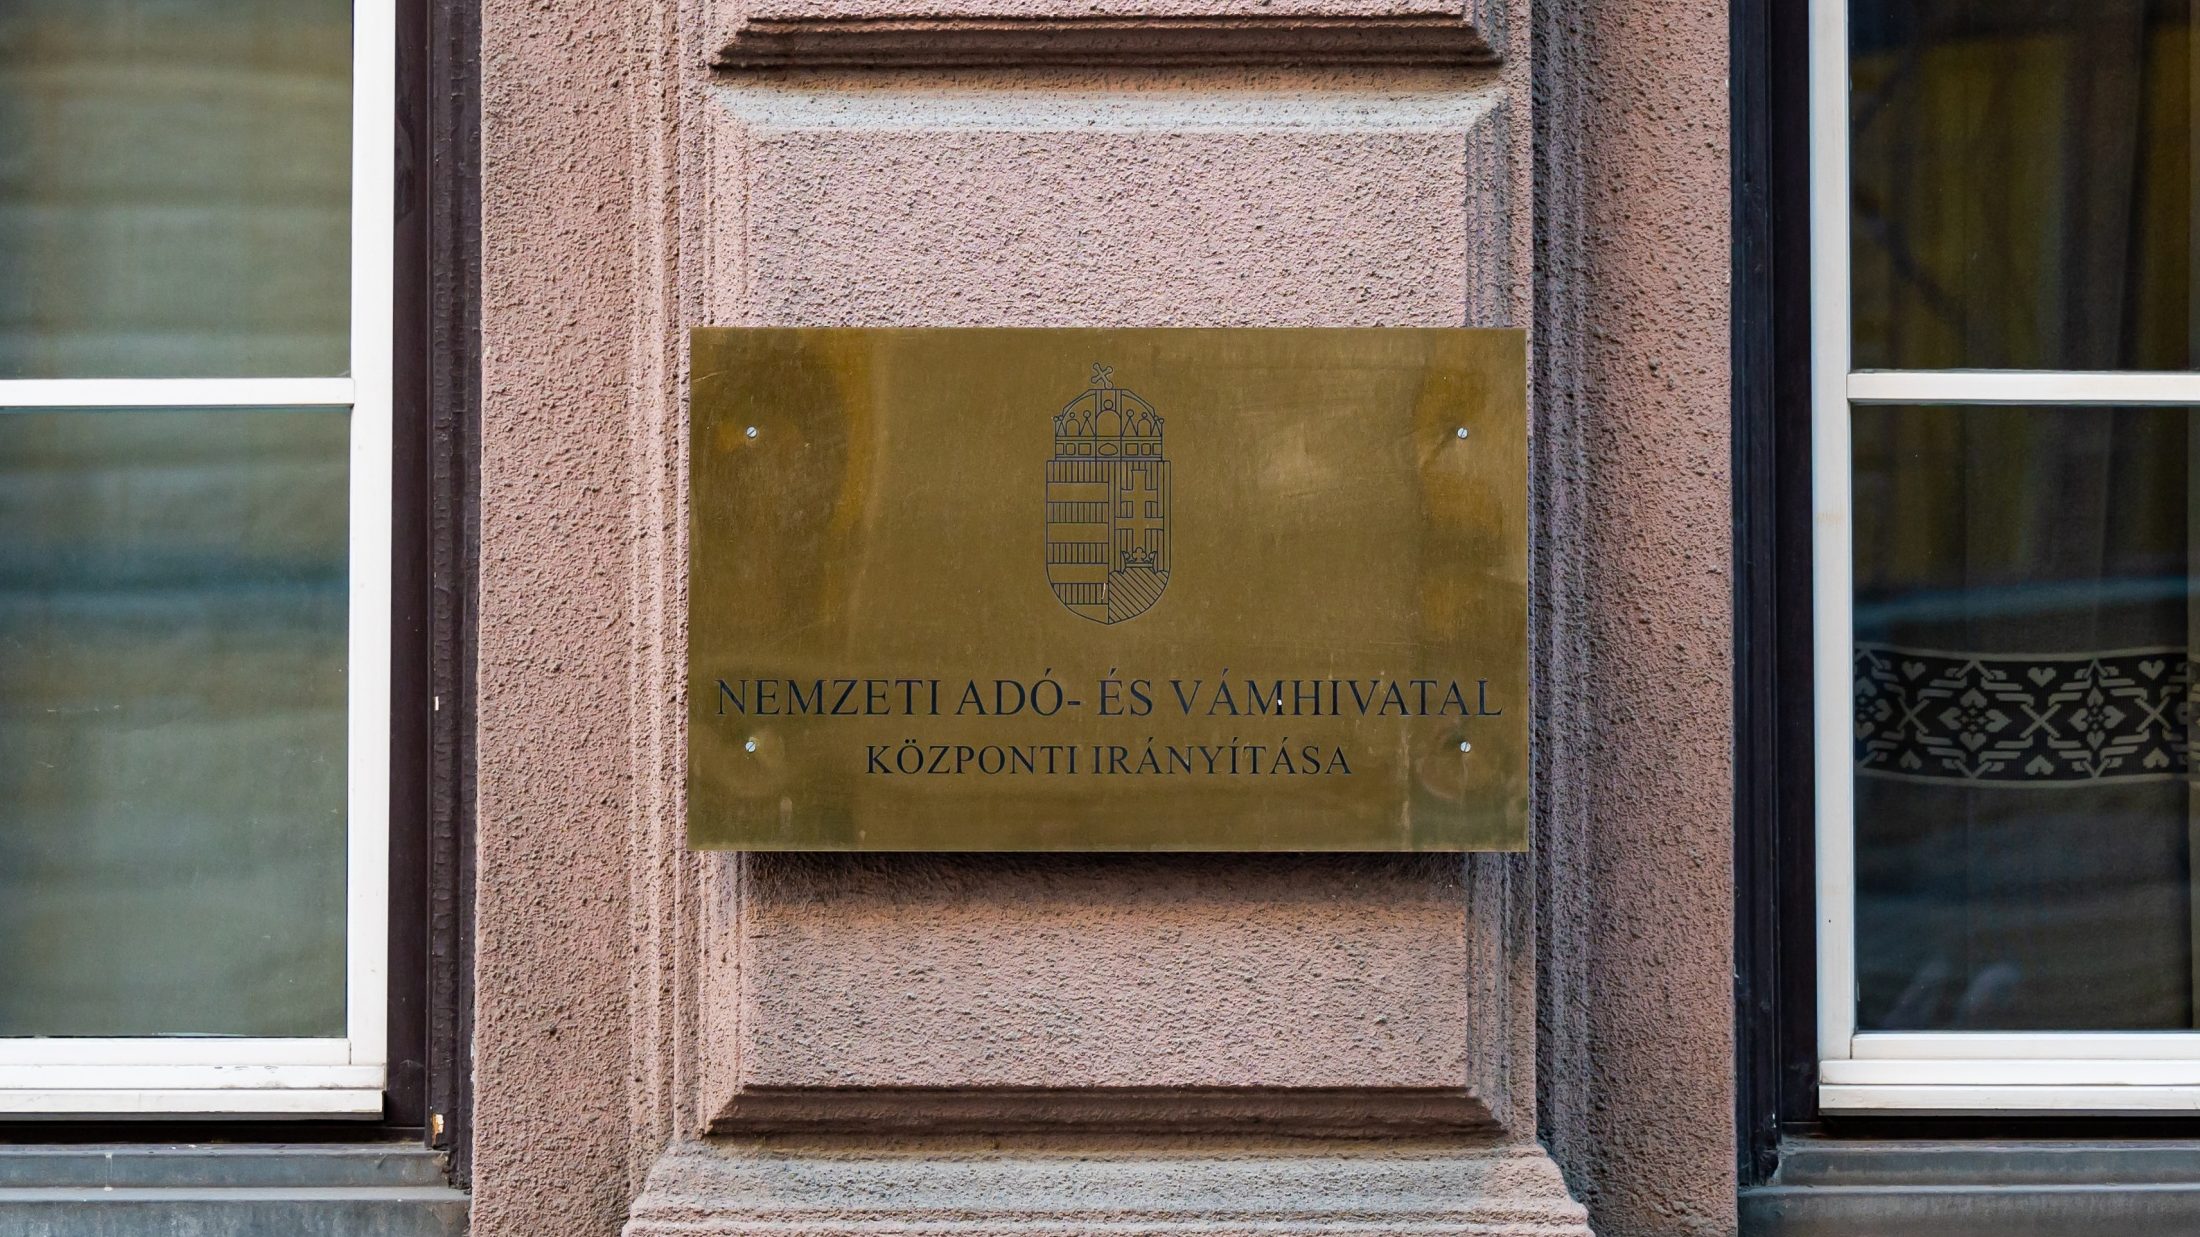 NEMZETI ADÓ- ÉS VÁMHIVATAL
KÖZPONTI IRÁNYÍTÁSA